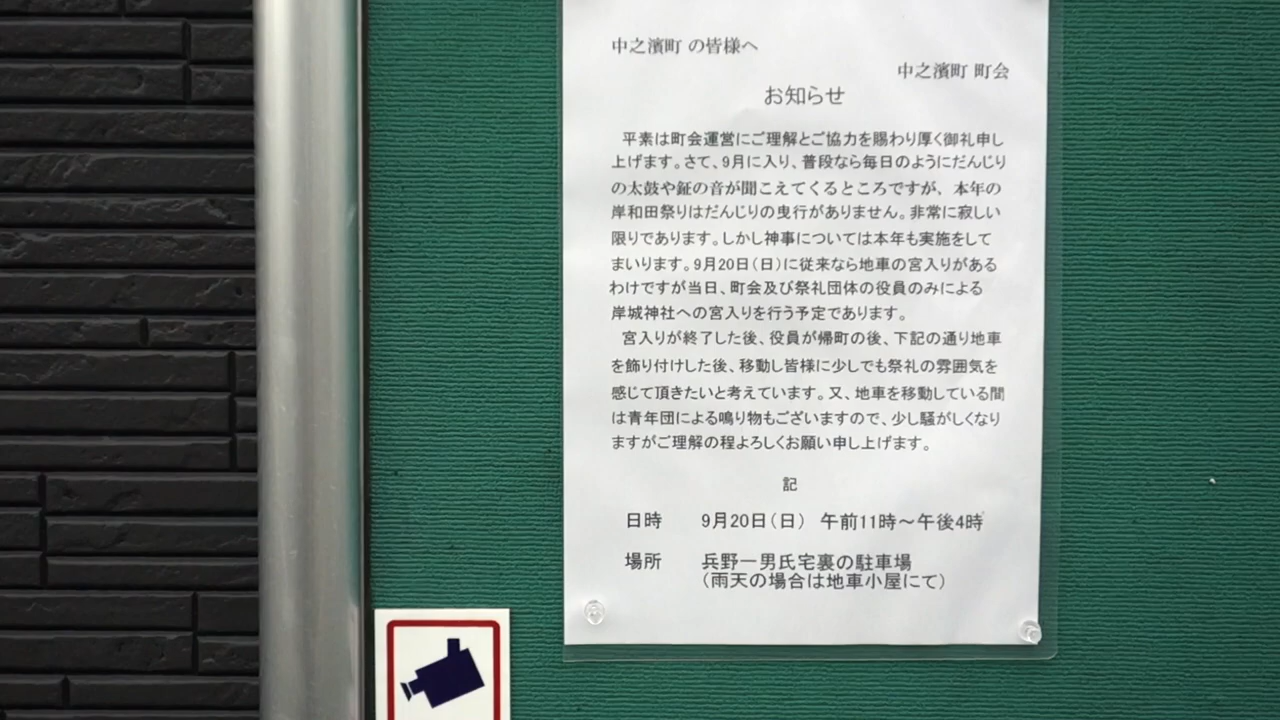 中之濱町 の皆様へ
中之濱町 町会
お知らせ
平素は町会運営にご理解とご協力を賜わり厚く御礼申し
上げます。さて、9月に入り、普段なら毎日のようにだんじり
の太鼓や鉦の音が聞こえてくるところですが、本年の
岸和田祭りはだんじりの曳行がありません。非常に寂しい
限りであります。しかし神事については本年も実施をして
まいります。9月20日(日)に従来なら地車の宮入りがある
わけですが当日、町会及び祭礼団体の役員のみによる
岸城神社への宮入りを行う予定であります。
宮入りが終了した後、役員が帰町の後、下記の通り地車
を飾り付けした後、移動し皆様に少しでも祭礼の雰囲気を
感じて頂きたいと考えています。又、地車を移動している間
は青年団による鳴り物もございますので、少し騒がしくなり
ますがご理解の程よろしくお願い申し上げます。
記
日時 9月20日(日) 午前11時～午後4時
場所 兵野一男氏宅裏の駐車場
(雨天の場合は地車小屋にて)